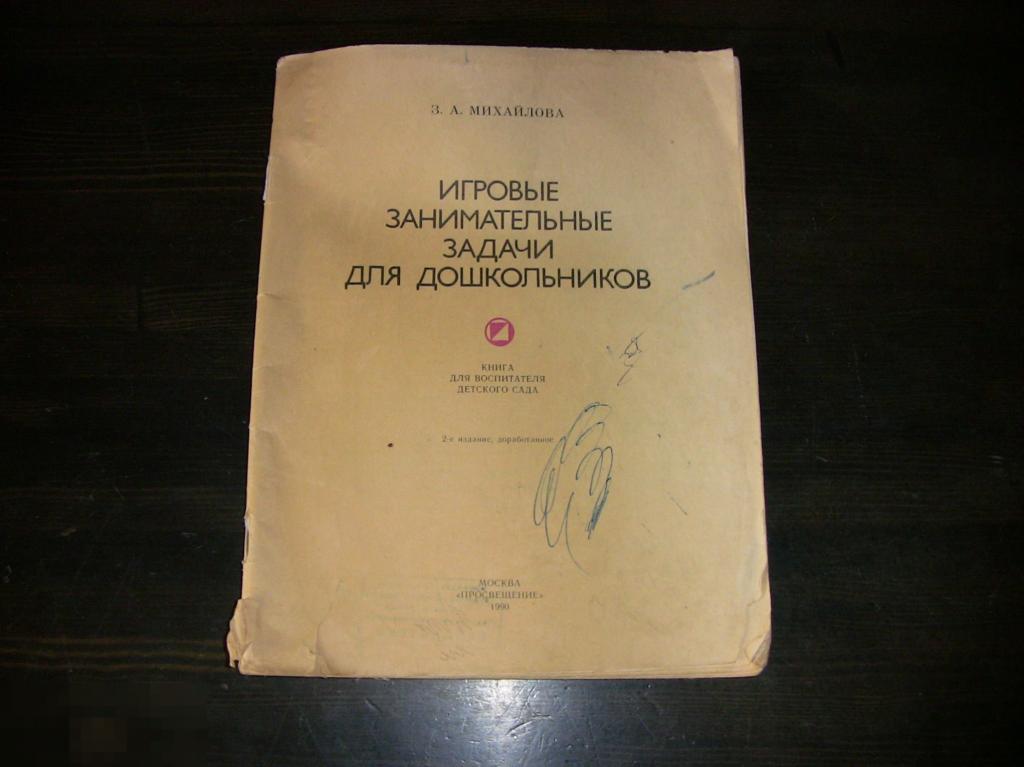 З. А. МИХАЙЛОВА
ИГРОВЫЕ
ЗАНИМАТЕЛЬНЫЕ
ЗАДАЧИ
ДЛЯ ДОШКОЛЬНИКОВ
КНИГА
ДЛЯ ВОСПИТАТЕЛЯ
ДЕТСКОГО САДА
2-е издание, доработанное
МОСКВА
«ПРОСВЕЩЕНИЕ»
1990